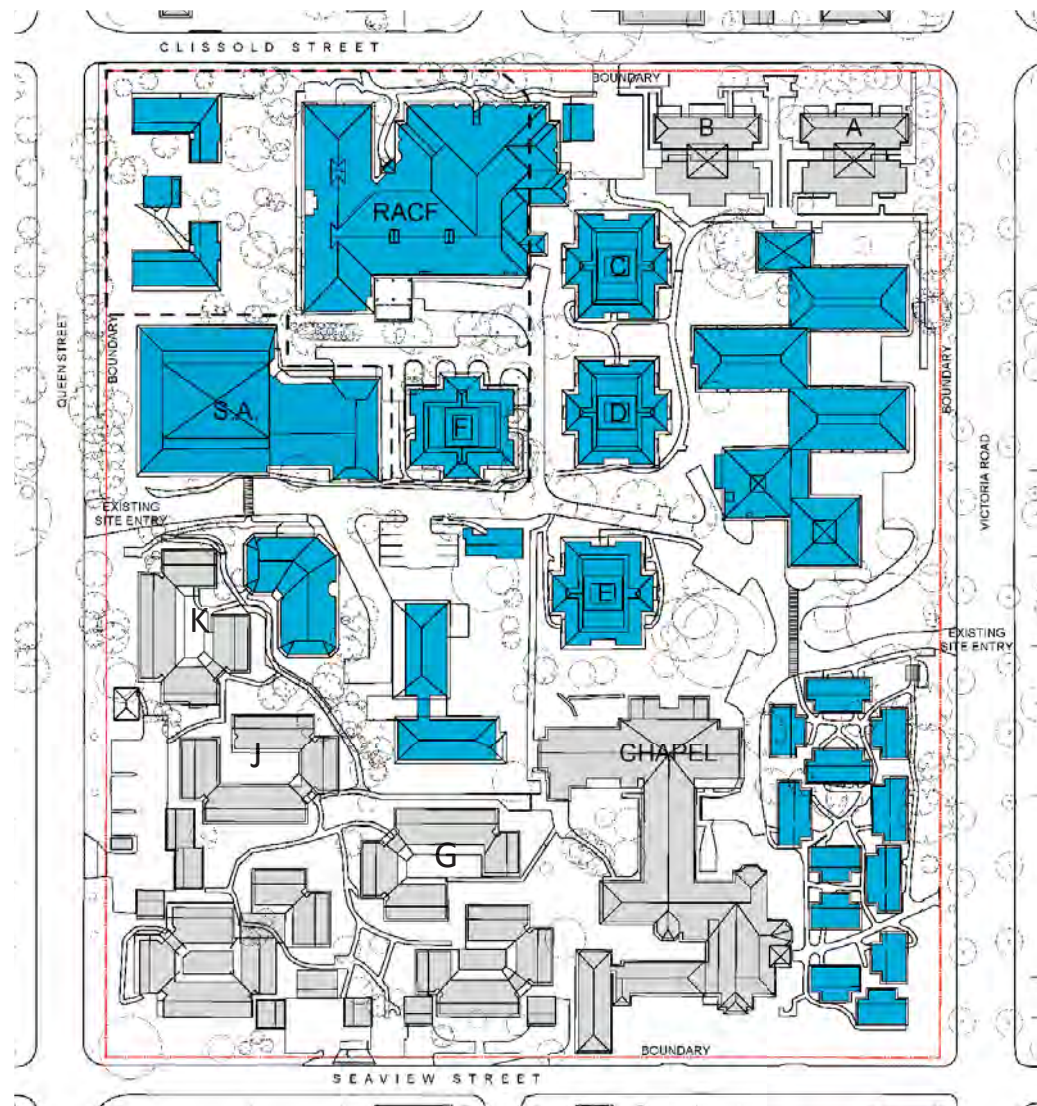 CLISSOLD STREET
BOUNDARY
B
A
RACF
C
QUEEN STREET
BOUNDARY
BOUNDARY
S.A.
F
D
VICTORIA ROAD
EXISTING
SITE ENTRY
E
K
EXISTING
SITE ENTRY
J
CHAPEL
G
BOUNDARY
SEAVIEW STREET